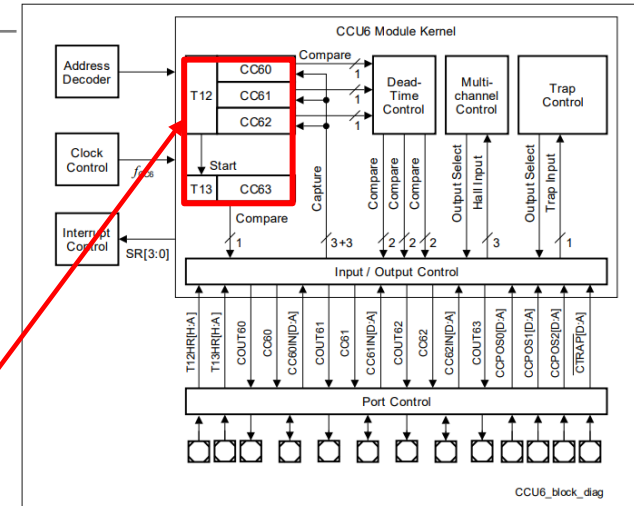 CCU6 Module Kernel
Address
Decoder
Clock
Control
fCC6
Interrupt
Control
SR[3:0]
T12
CC60
CC61
CC62
Start
T13
CC63
Compare
1
1
1
Dead-
Time
Control
Multi-
channel
Control
Trap
Control
Compare
1
Capture
3+3
Compare
2
Compare
2
Compare
2
Output Select
Hall Input
3
Output Select
Trap Input
1
Input / Output Control
T12HR[H:A]
T13HR[H:A]
COUT60
CC60
CC60IN[D:A]
COUT61
CC61
CC61IN[D:A]
COUT62
CC62
CC62IN[D:A]
COUT63
CCPOS0[D:A]
CCPOS1[D:A]
CCPOS2[D:A]
CTRAP[D:A]
Port Control
CCU6_block_diag